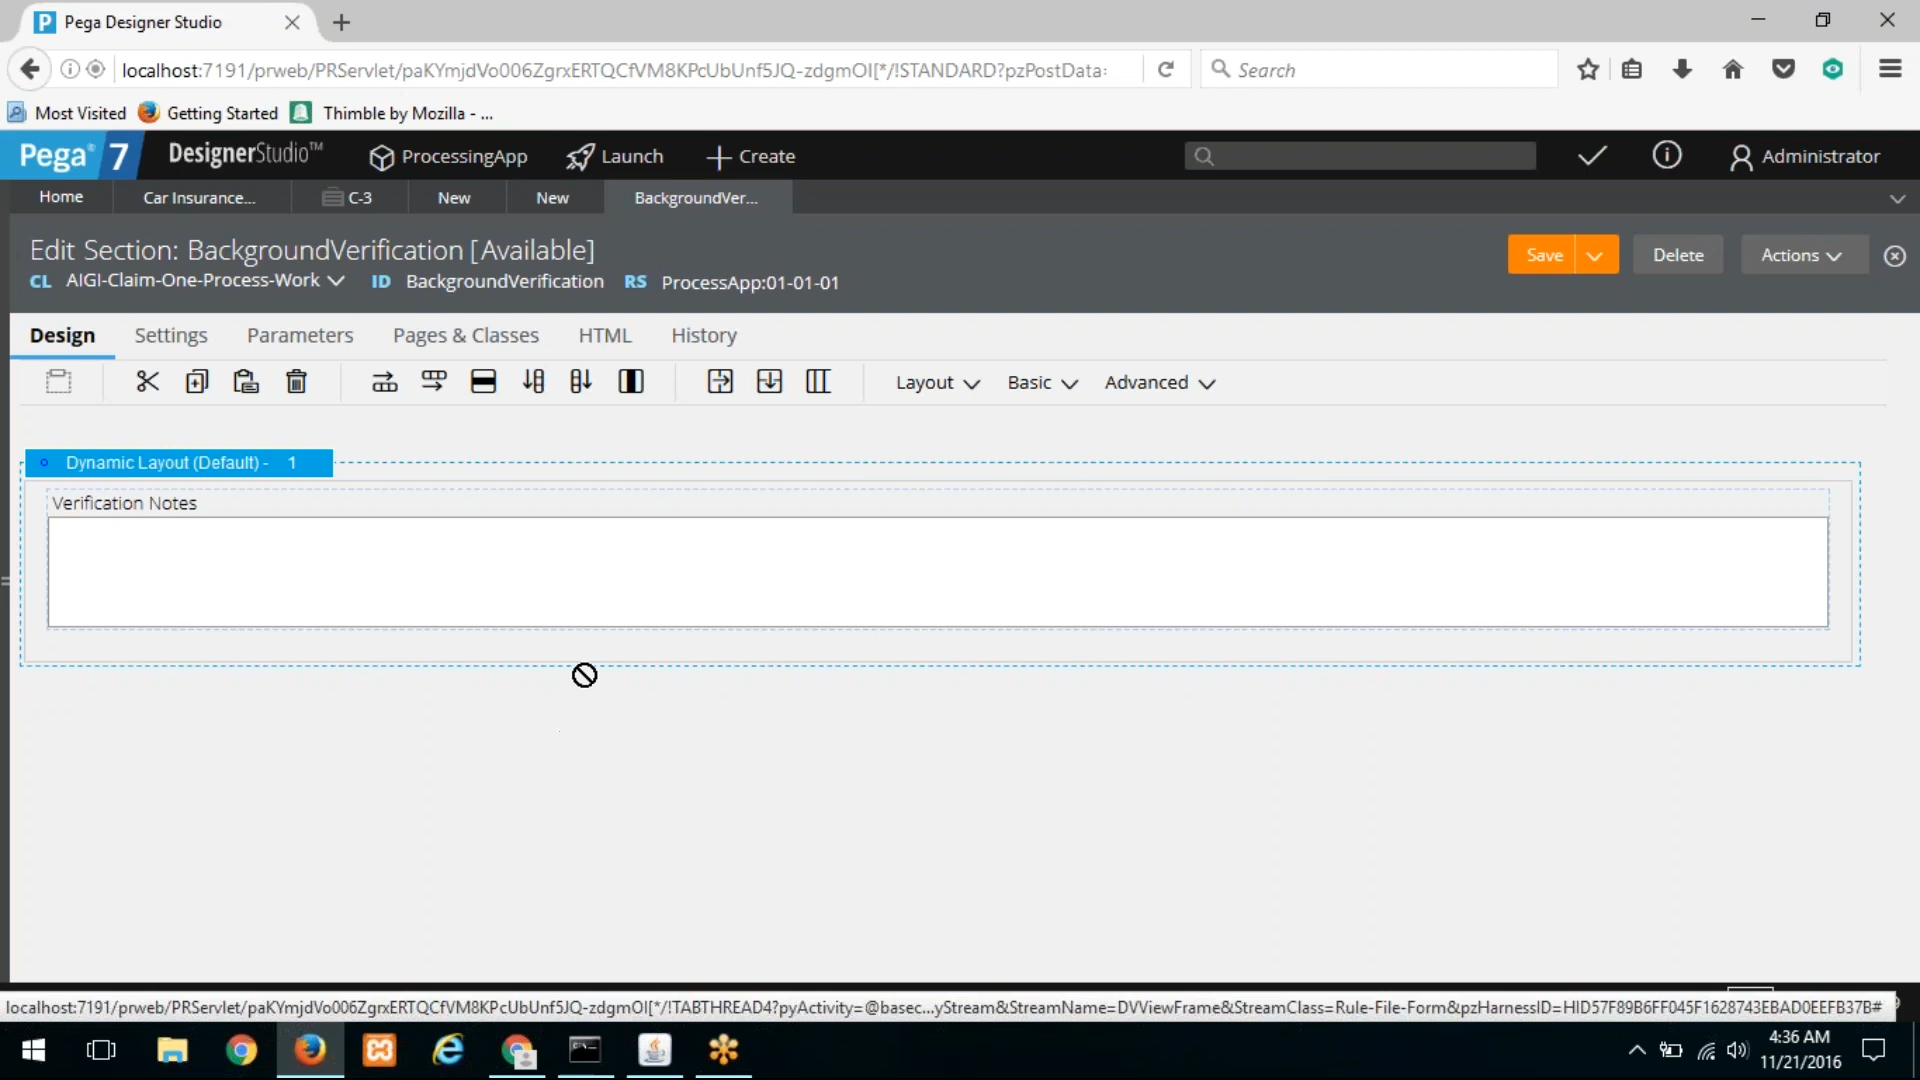 Pega Designer Studio
localhost:7191/prweb/PRServlet/paKYmjdVo006ZgrxERTQCfVM8KPcUbUnf5JQ-zdgmOI[*/!STANDARD?pzPostData:
Search
Most Visited
Getting Started
Thimble by Mozilla - ...
Pega® 7
DesignerStudio™
ProcessingApp
Launch
Create
Administrator
Home
Car Insurance...
C-3
New
New
BackgroundVer...
Edit Section: BackgroundVerification [Available]
Save
Delete
Actions
CL AIGI-Claim-One-Process-Work ID BackgroundVerification RS ProcessApp:01-01-01
Design
Settings
Parameters
Pages & Classes
HTML
History
Layout
Basic
Advanced
Dynamic Layout (Default) - 1
Verification Notes
localhost:7191/prweb/PRServlet/paKYmjdVo006ZgrxERTQCfVM8KPcUbUnf5JQ-zdgmOI[*/!TABTHREAD4?pyActivity=@basec...yStream&StreamName=DVViewFrame&StreamClass=Rule-File-Form&pzHarnessID=HID57F89B6FF045F1628743EBAD0EEFB37B#
4:36 AM
11/21/2016